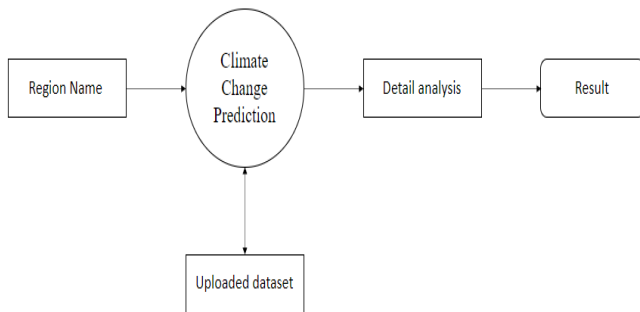 Region Name
Climate
Change
Prediction
Detail analysis
Result
Uploaded dataset